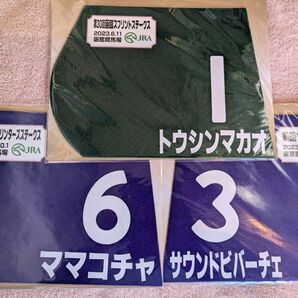 第30回函館スプリントステークス
2023.6.11
函館競馬場
JRA
1
トウシンマカオ
リンターズステークス
JRA
6
ママコチャ
3
サウンドビバーチェ